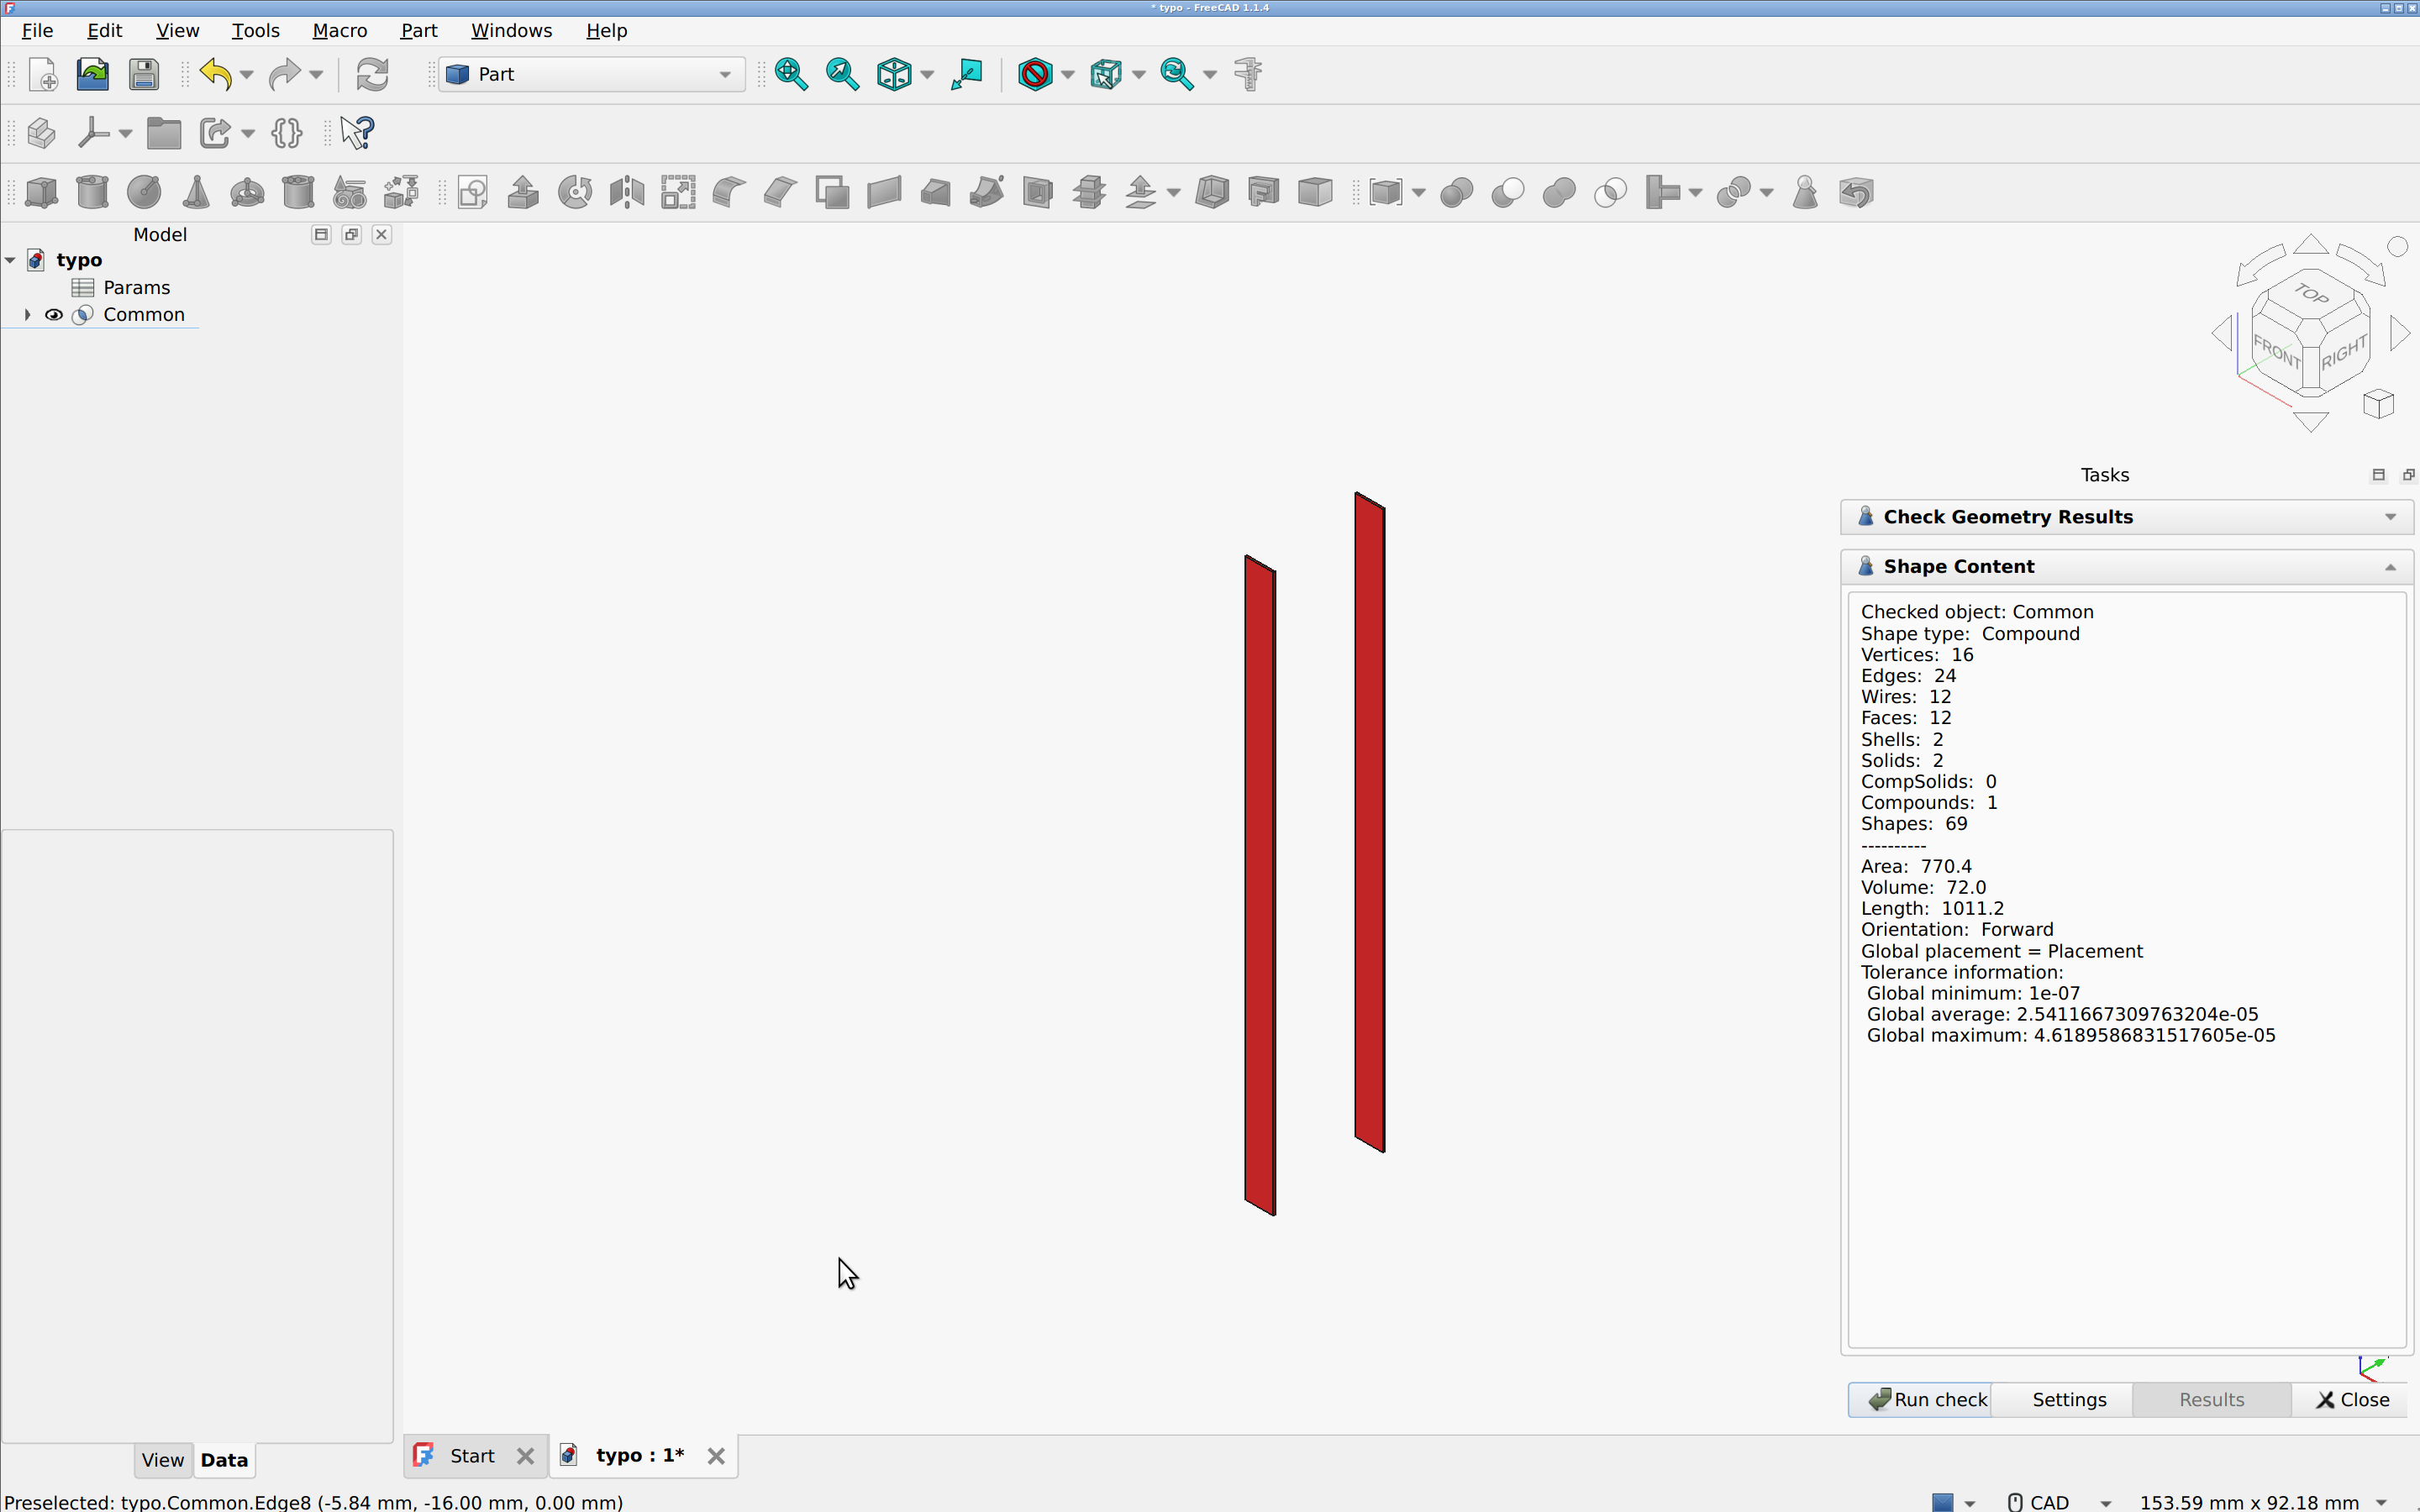 * typo - FreeCAD 1.1.4
File Edit View Tools Macro Part Windows Help
Part
Model
typo
Params
Common
TOP
FRONT
RIGHT
Tasks
Check Geometry Results
Shape Content
Checked object: Common
Shape type: Compound
Vertices: 16
Edges: 24
Wires: 12
Faces: 12
Shells: 2
Solids: 2
CompSolids: 0
Compounds: 1
Shapes: 69
----------
Area: 770.4
Volume: 72.0
Length: 1011.2
Orientation: Forward
Global placement = Placement
Tolerance information:
Global minimum: 1e-07
Global average: 2.5411667309763204e-05
Global maximum: 4.6189586831517605e-05
Run check Settings Results Close
View Data
Start typo : 1*
Preselected: typo.Common.Edge8 (-5.84 mm, -16.00 mm, 0.00 mm)
CAD 153.59 mm x 92.18 mm